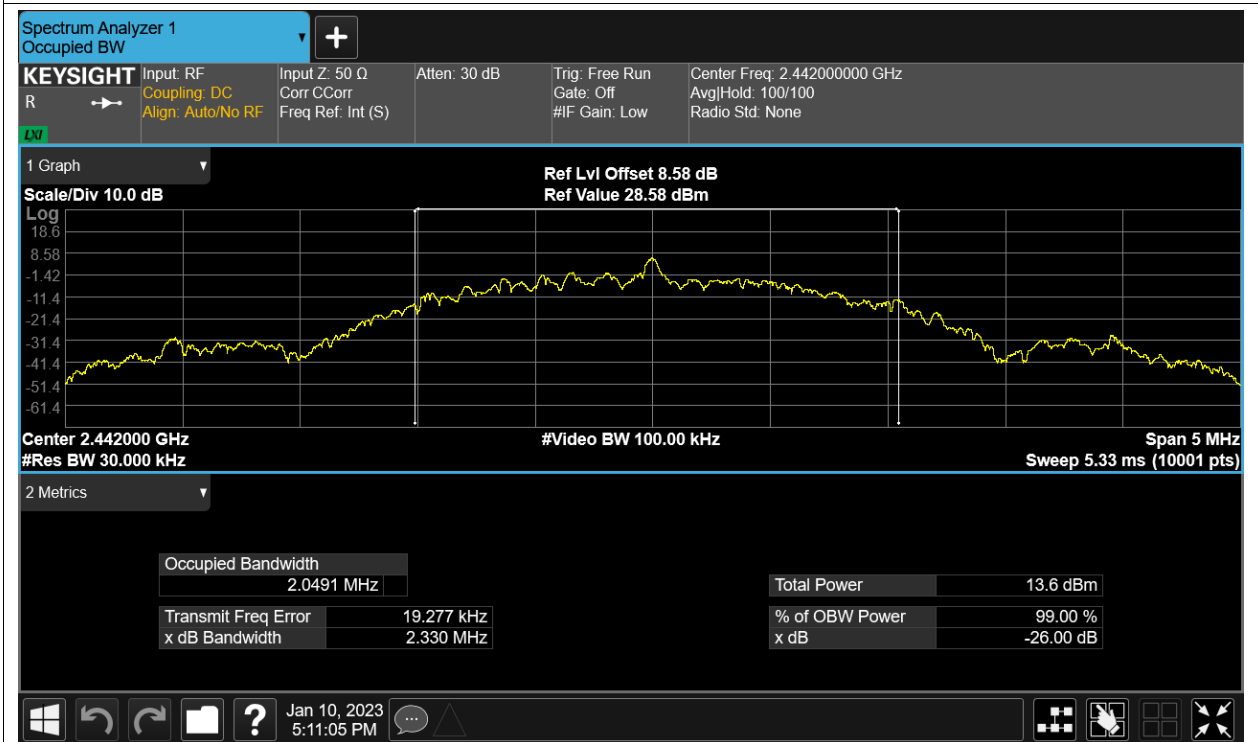 Spectrum Analyzer 1
Occupied BW
KEYSIGHT
R
LXI
Input: RF
Coupling: DC
Align: Auto/No RF
Input Z: 50 Ω
Corr CCorr
Freq Ref: Int (S)
Atten: 30 dB
Trig: Free Run
Gate: Off
#IF Gain: Low
Center Freq: 2.442000000 GHz
Avg|Hold: 100/100
Radio Std: None
1 Graph
Scale/Div 10.0 dB
Ref Lvl Offset 8.58 dB
Ref Value 28.58 dBm
Log
18.6
8.58
-1.42
-11.4
-21.4
-31.4
-41.4
-51.4
-61.4
Center 2.442000 GHz
#Video BW 100.00 kHz
Span 5 MHz
#Res BW 30.000 kHz
Sweep 5.33 ms (10001 pts)
2 Metrics
Occupied Bandwidth
2.0491 MHz
Total Power 13.6 dBm
Transmit Freq Error 19.277 kHz
% of OBW Power 99.00 %
x dB Bandwidth 2.330 MHz
x dB -26.00 dB
?
Jan 10, 2023
5:11:05 PM